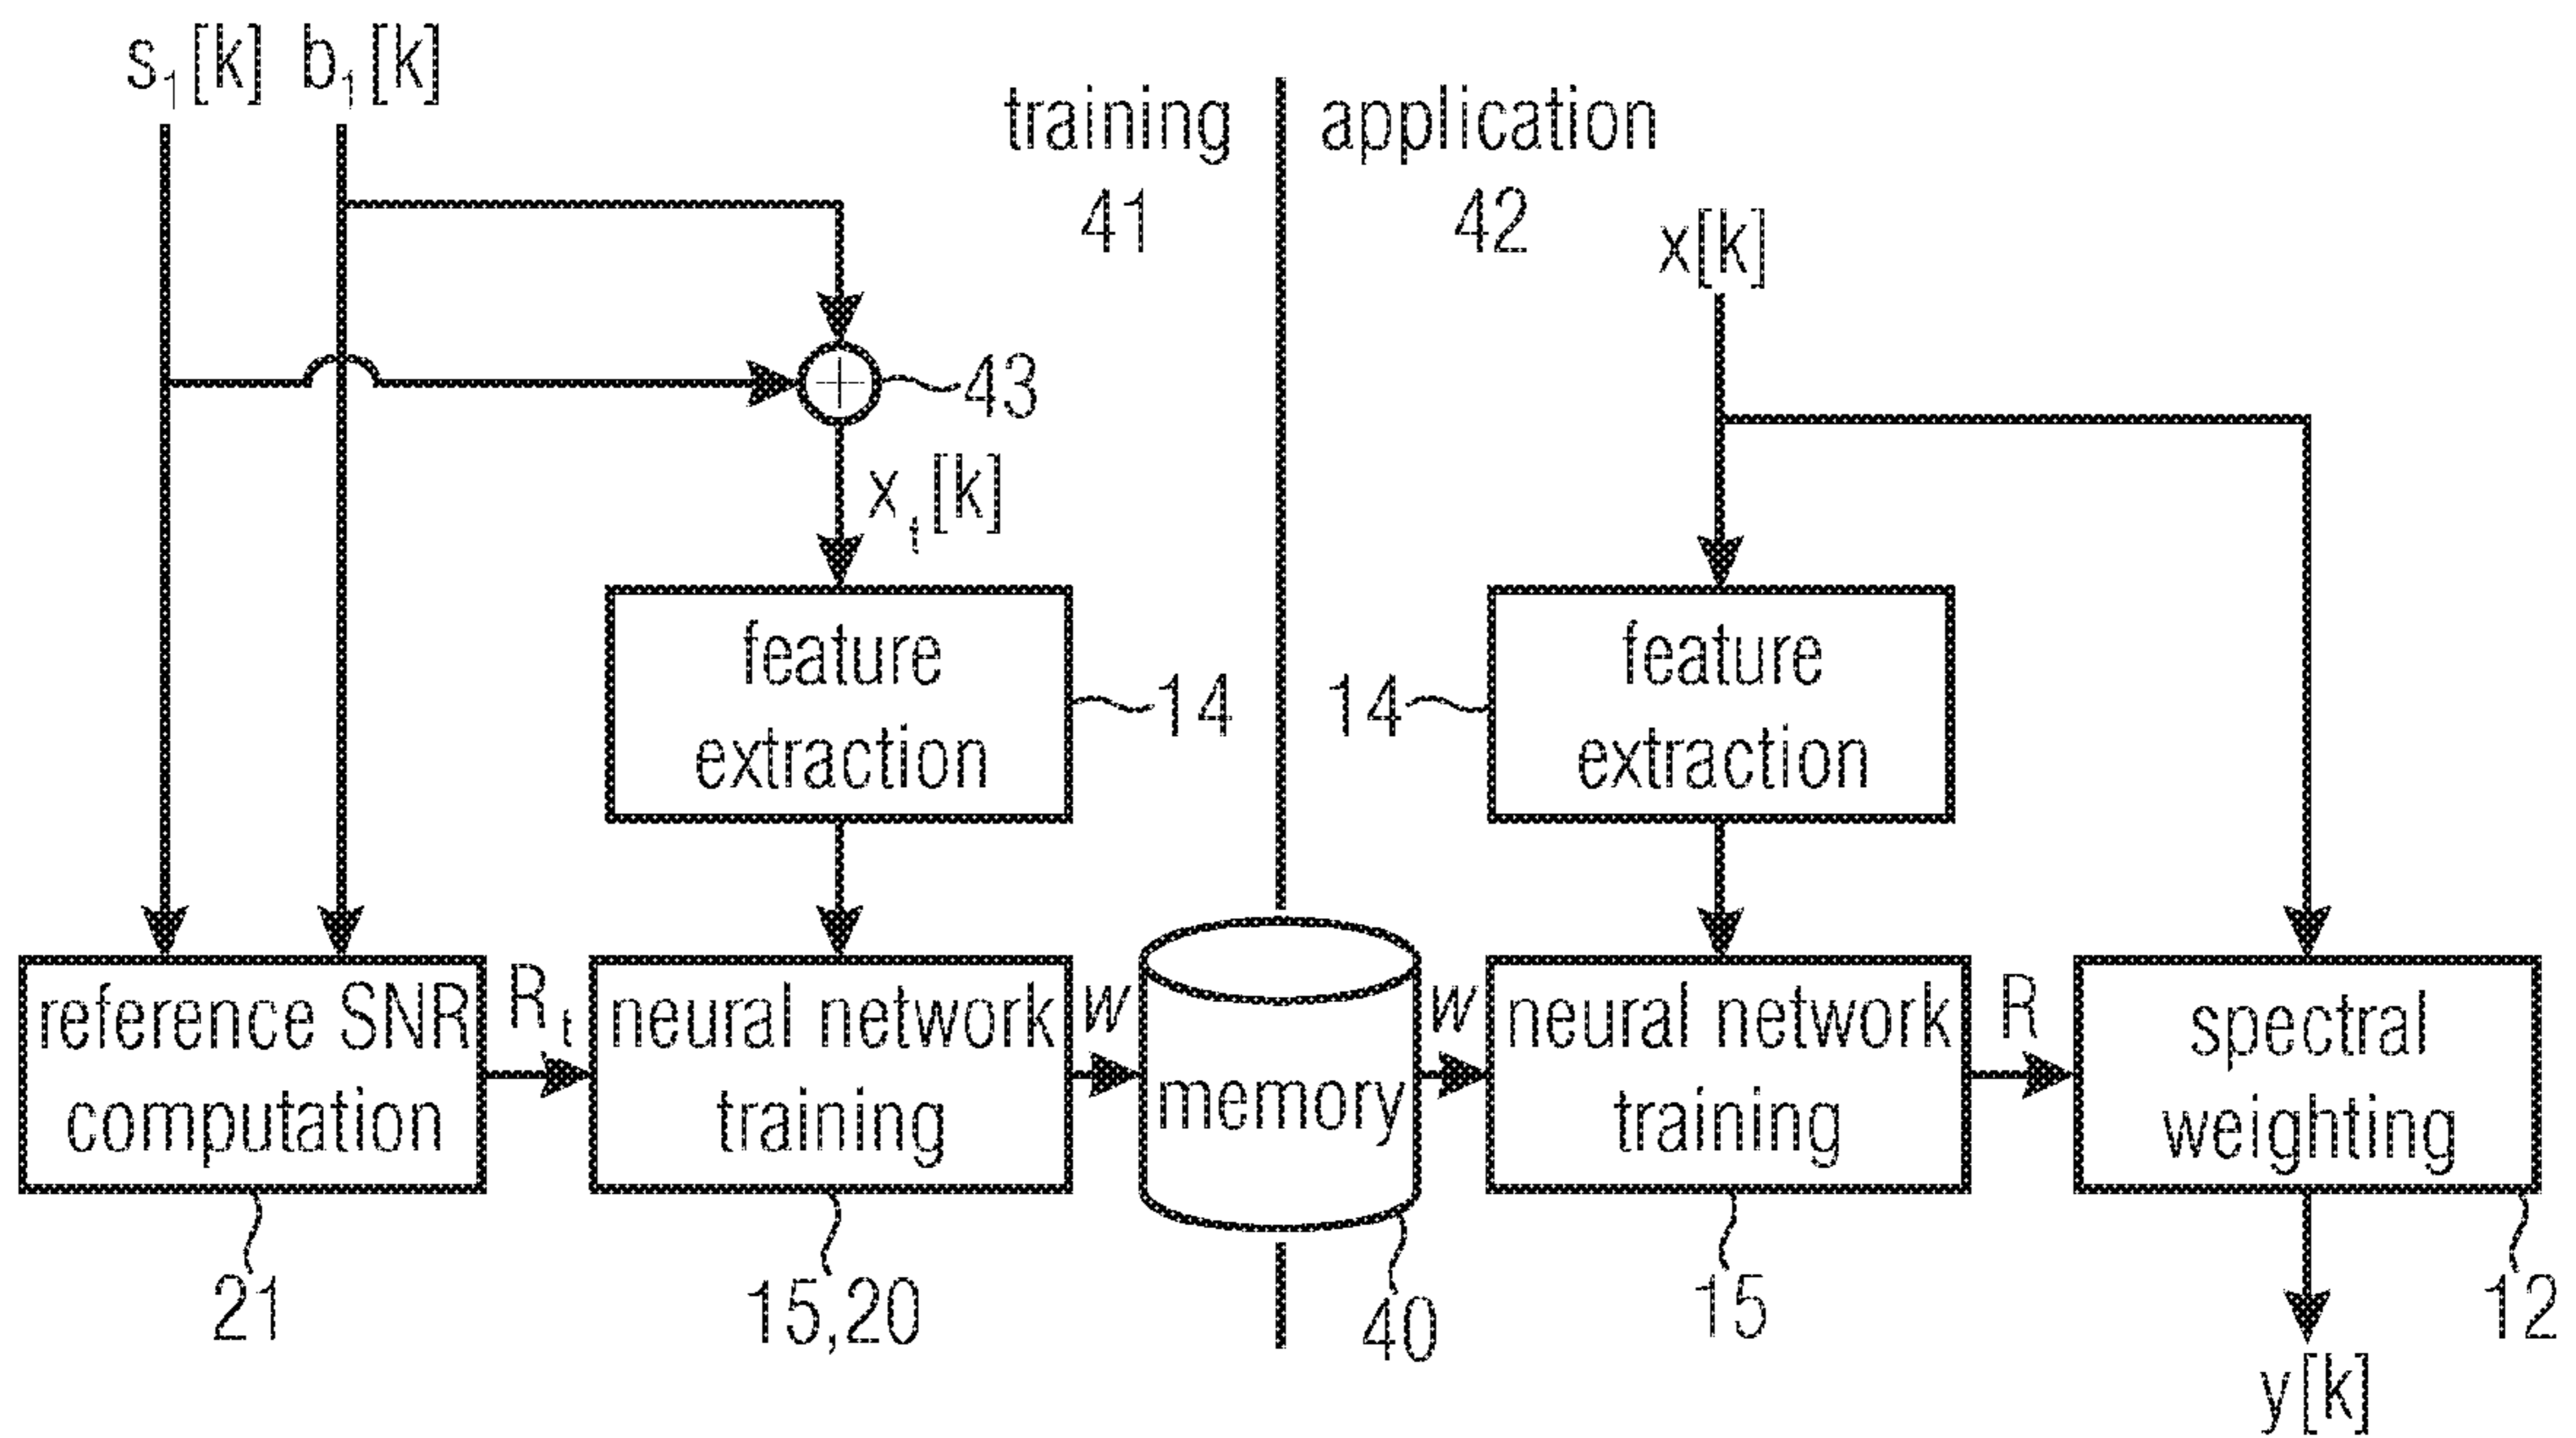 s₁[k] b₁[k]
training
41
application
42
x[k]
43
xₜ[k]
feature
extraction
14
14
feature
extraction
reference SNR
computation
Rₜ
neural network
training
w
memory
w
neural network
training
R
spectral
weighting
21
15,20
40
15
12
y[k]